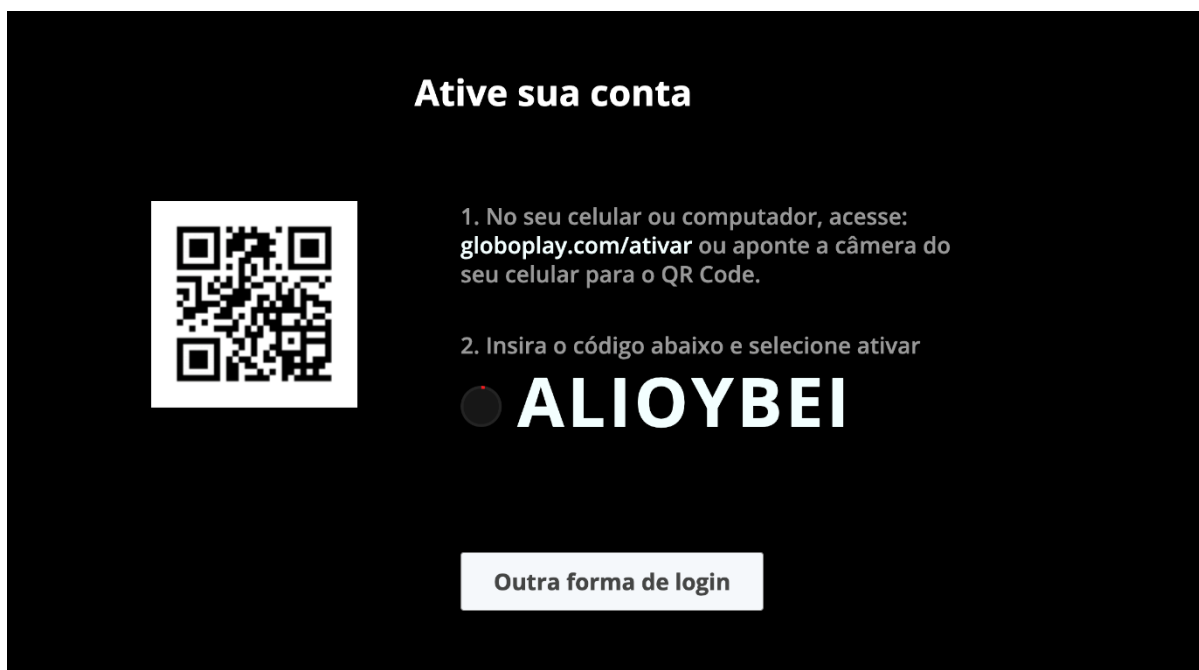 Ative sua conta
1. No seu celular ou computador, acesse:
globoplay.com/ativar ou aponte a câmera do
seu celular para o QR Code.
2. Insira o código abaixo e selecione ativar
ALIOYBEI
Outra forma de login